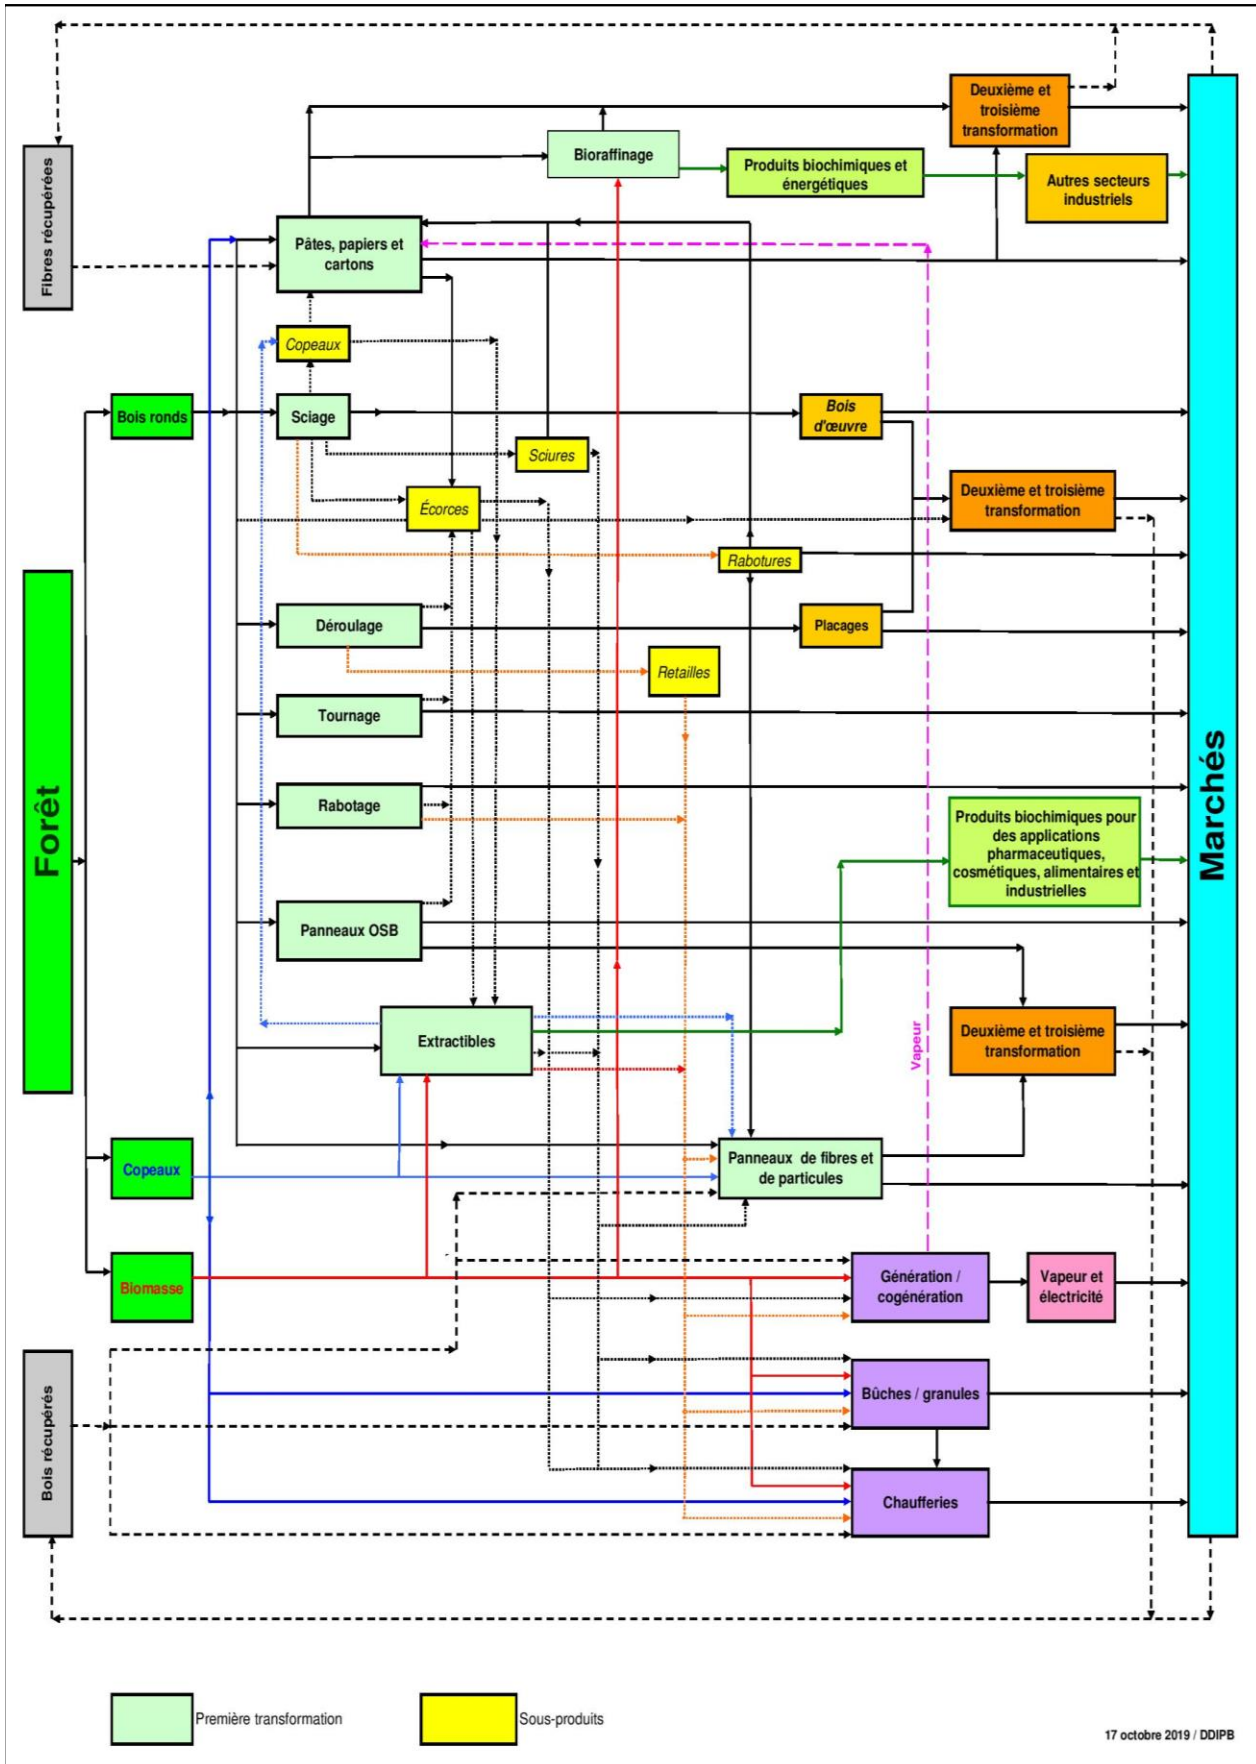 Deuxième et
troisième
transformation
Bioraffinage
Produits biochimiques et
énergétiques
Autres secteurs
industriels
Fibres récupérées
Pâtes, papiers et
cartons
Copeaux
Bois ronds
Sciage
Bois
d'œuvre
Sciures
Écorces
Deuxième et troisième
transformation
Rabotures
Déroulage
Placages
Retailles
Tournage
Rabotage
Forêt
Marchés
Produits biochimiques pour
des applications
pharmaceutiques,
cosmétiques, alimentaires et
industrielles
Panneaux OSB
Extractibles
Vapeur
Deuxième et troisième
transformation
Copeaux
Panneaux de fibres et
de particules
Biomasse
Génération /
cogénération
Vapeur et
électricité
Bois récupérés
Bûches / granules
Chaufferies
Première transformation
Sous-produits
17 octobre 2019 / DDIPB